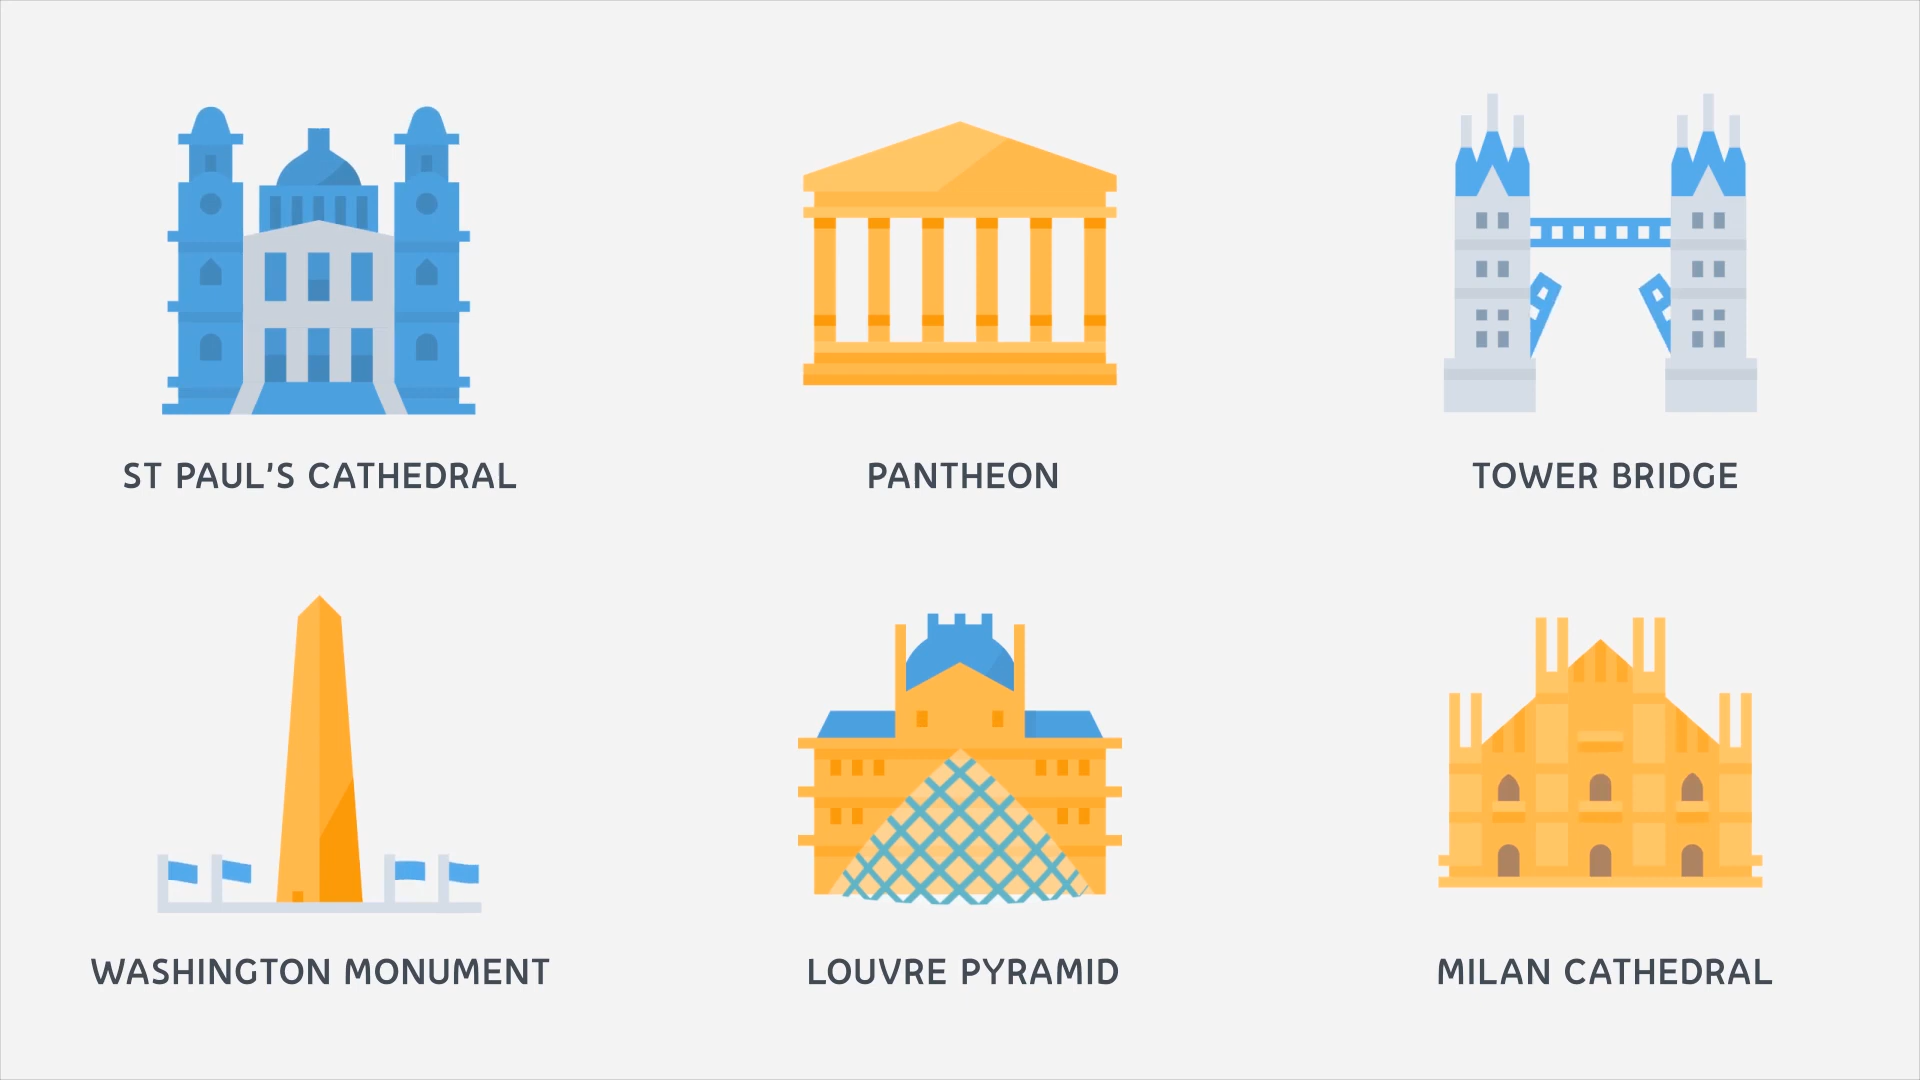 ST PAUL'S CATHEDRAL
PANTHEON
TOWER BRIDGE
WASHINGTON MONUMENT
LOUVRE PYRAMID
MILAN CATHEDRAL